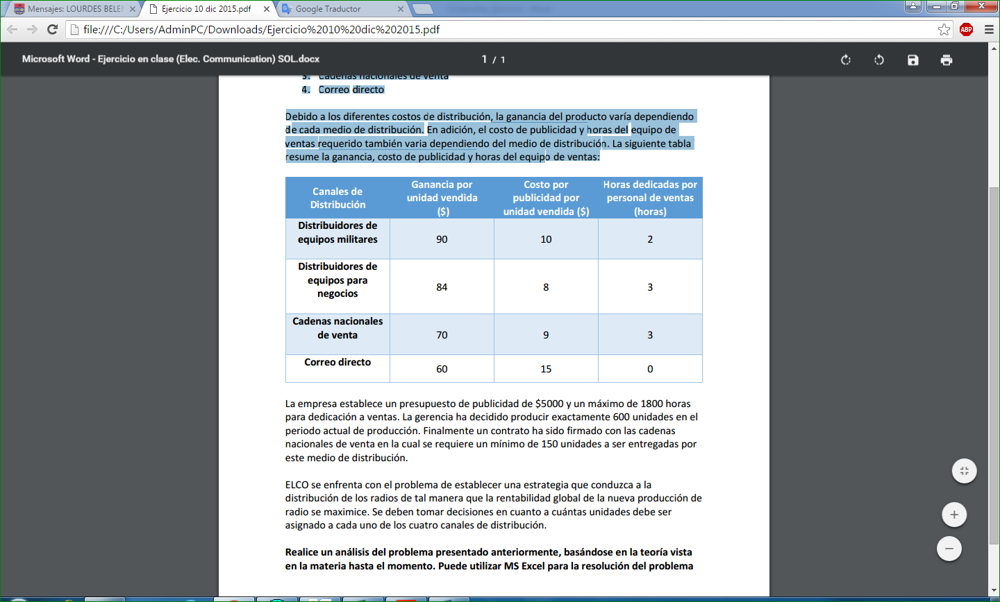 Mensajes: LOURDES BELEN
Ejercicio 10 dic 2015.pdf
Google Traductor
file:///C:/Users/AdminPC/Downloads/Ejercicio%2010%20dic%202015.pdf
ABP
Microsoft Word - Ejercicio en clase (Elec. Communication) SOL.docx
1 / 1
3. Cadenas nacionales de venta
4. Correo directo
Debido a los diferentes costos de distribución, la ganancia del producto varía dependiendo
de cada medio de distribución. En adición, el costo de publicidad y horas del equipo de
ventas requerido también varia dependiendo del medio de distribución. La siguiente tabla
resume la ganancia, costo de publicidad y horas del equipo de ventas:
Canales de
Distribución
Ganancia por
unidad vendida
($)
Costo por
publicidad por
unidad vendida ($)
Horas dedicadas por
personal de ventas
(horas)
Distribuidores de
equipos militares
90
10
2
Distribuidores de
equipos para
negocios
84
8
3
Cadenas nacionales
de venta
70
9
3
Correo directo
60
15
0
La empresa establece un presupuesto de publicidad de $5000 y un máximo de 1800 horas
para dedicación a ventas. La gerencia ha decidido producir exactamente 600 unidades en el
periodo actual de producción. Finalmente un contrato ha sido firmado con las cadenas
nacionales de venta en la cual se requiere un mínimo de 150 unidades a ser entregadas por
este medio de distribución.
ELCO se enfrenta con el problema de establecer una estrategia que conduzca a la
distribución de los radios de tal manera que la rentabilidad global de la nueva producción de
radio se maximice. Se deben tomar decisiones en cuanto a cuántas unidades debe ser
asignado a cada uno de los cuatro canales de distribución.
Realice un análisis del problema presentado anteriormente, basándose en la teoría vista
en la materia hasta el momento. Puede utilizar MS Excel para la resolución del problema